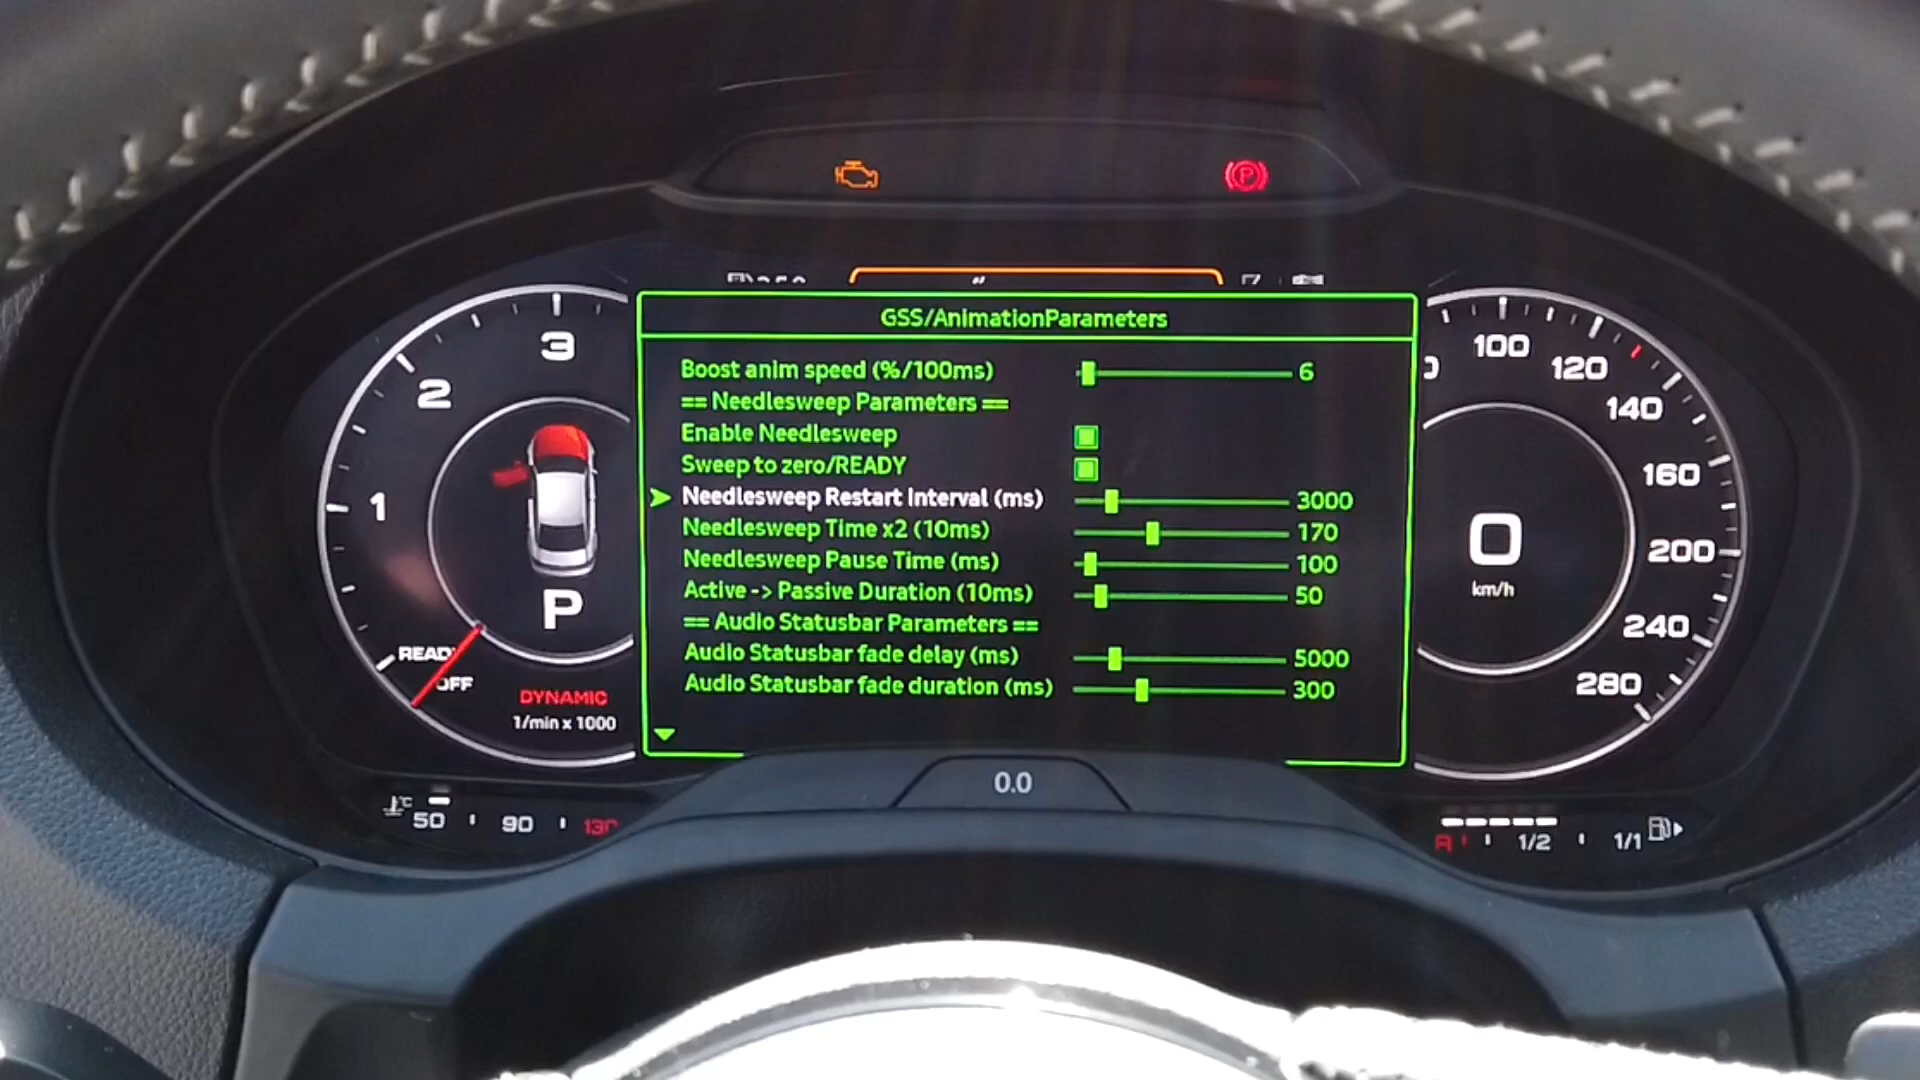 GSS/AnimationParameters
Boost anim speed (%/100ms) 6
== Needlesweep Parameters ==
Enable Needlesweep
Sweep to zero/READY
Needlesweep Restart Interval (ms) 3000
Needlesweep Time x2 (10ms) 170
Needlesweep Pause Time (ms) 100
Active -> Passive Duration (10ms) 50
== Audio Statusbar Parameters ==
Audio Statusbar fade delay (ms) 5000
Audio Statusbar fade duration (ms) 300
3
2
1
P
READY
OFF
DYNAMIC
1/min x 1000
100
120
140
160
200
240
280
0
km/h
0.0
°C
50 90 130
1/2 1/1
P